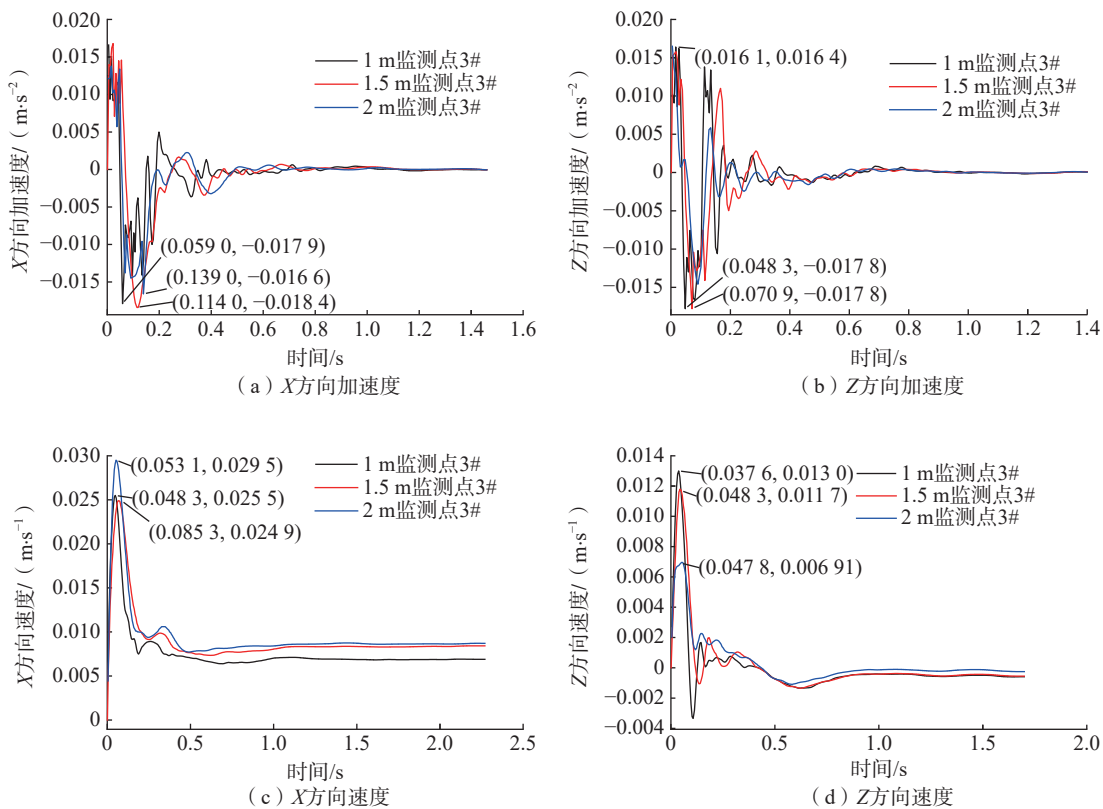 0.020
0.015
0.010
0.005
0
−0.005
−0.010
−0.015
X方向加速度/（m·s⁻²）
1 m监测点3#
1.5 m监测点3#
2 m监测点3#
(0.059 0, −0.017 9)
(0.139 0, −0.016 6)
(0.114 0, −0.018 4)
0 0.2 0.4 0.6 0.8 1.0 1.2 1.4 1.6
时间/s
（a）X方向加速度
0.020
0.015
0.010
0.005
0
−0.005
−0.010
−0.015
Z方向加速度/（m·s⁻²）
(0.016 1, 0.016 4)
1 m监测点3#
1.5 m监测点3#
2 m监测点3#
(0.048 3, −0.017 8)
(0.070 9, −0.017 8)
0 0.2 0.4 0.6 0.8 1.0 1.2 1.4
时间/s
（b）Z方向加速度
0.030
0.025
0.020
0.015
0.010
0.005
0
X方向速度/（m·s⁻¹）
(0.053 1, 0.029 5)
(0.048 3, 0.025 5)
(0.085 3, 0.024 9)
1 m监测点3#
1.5 m监测点3#
2 m监测点3#
0 0.5 1.0 1.5 2.0 2.5
时间/s
（c）X方向速度
0.014
0.012
0.010
0.008
0.006
0.004
0.002
0
−0.002
−0.004
Z方向速度/（m·s⁻¹）
(0.037 6, 0.013 0)
(0.048 3, 0.011 7)
(0.047 8, 0.006 91)
1 m监测点3#
1.5 m监测点3#
2 m监测点3#
0 0.5 1.0 1.5 2.0
时间/s
（d）Z方向速度